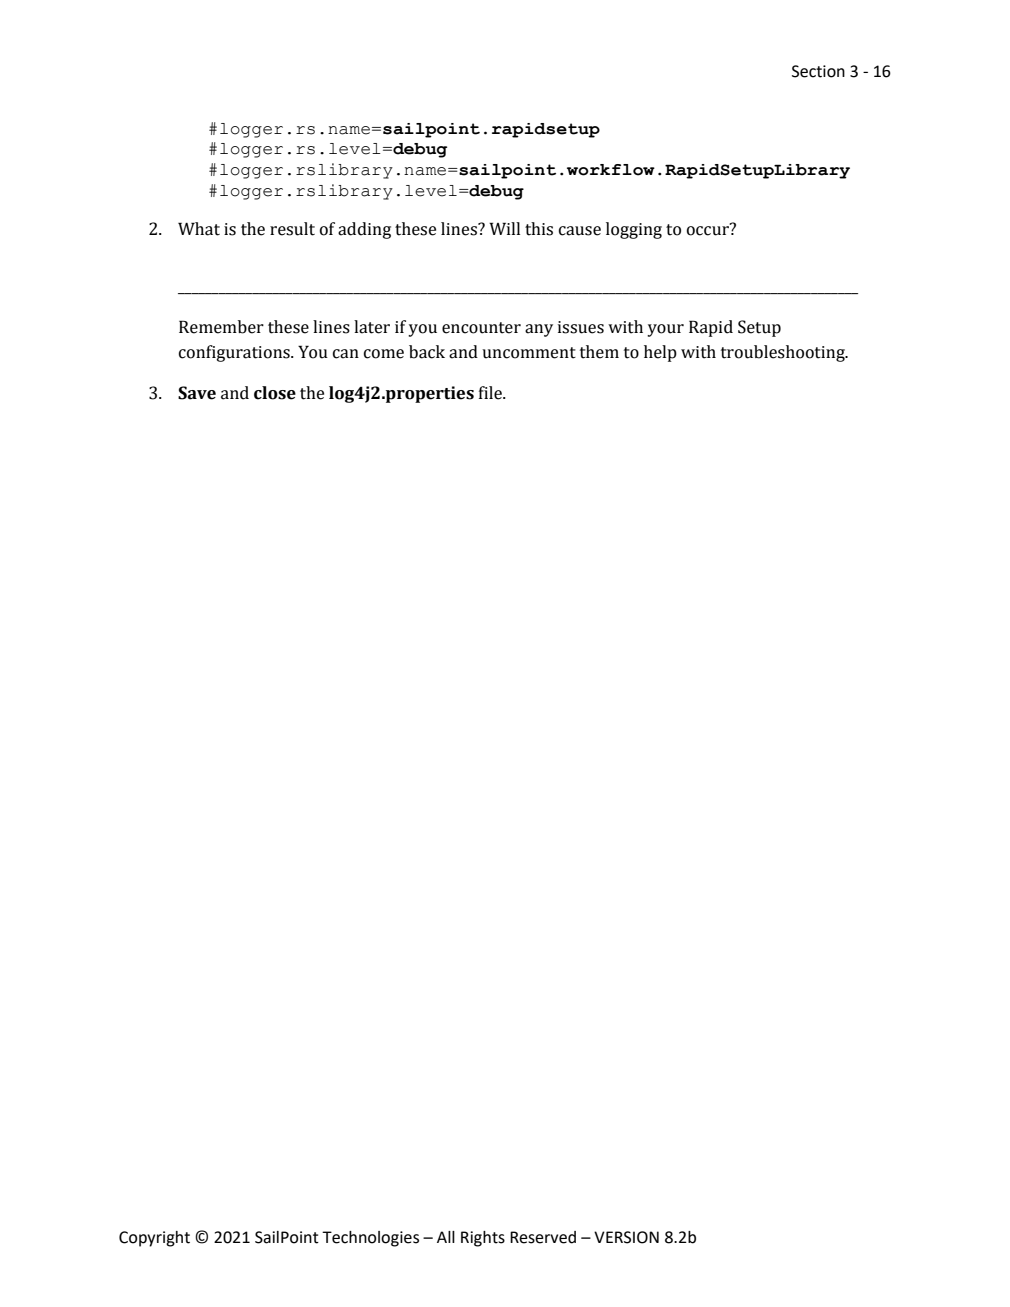 Section 3 - 16
#logger.rs.name=sailpoint.rapidsetup
#logger.rs.level=debug
#logger.rslibrary.name=sailpoint.workflow.RapidSetupLibrary
#logger.rslibrary.level=debug
2. What is the result of adding these lines? Will this cause logging to occur?
Remember these lines later if you encounter any issues with your Rapid Setup
configurations. You can come back and uncomment them to help with troubleshooting.
3. Save and close the log4j2.properties file.
Copyright © 2021 SailPoint Technologies – All Rights Reserved – VERSION 8.2b